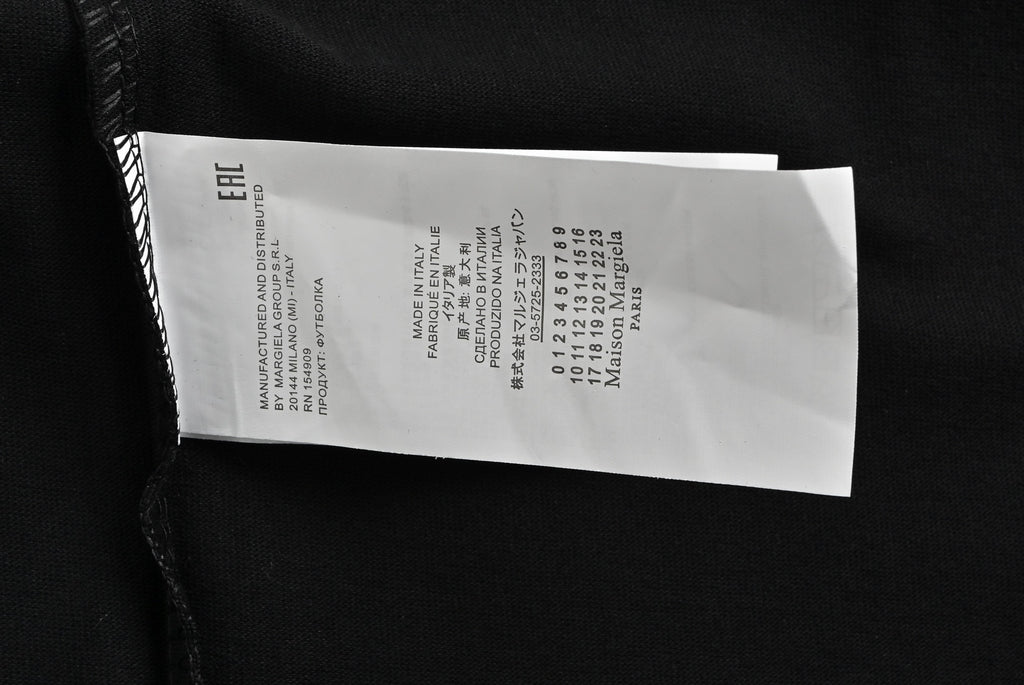 EAC
MANUFACTURED AND DISTRIBUTED
BY MARGIELA GROUP S.R.L
20144 MILANO (MI) - ITALY
RN 154909
ПРОДУКТ: ФУТБОЛКА
MADE IN ITALY
FABRIQUÉ EN ITALIE
イタリア製
原产地: 意大利
СДЕЛАНО В ИТАЛИИ
PRODUZIDO NA ITALIA
株式会社マルジェラジャパン
03-5725-2333
0 1 2 3 4 5 6 7 8 9
10 11 12 13 14 15 16
17 18 19 20 21 22 23
Maison Margiela
PARIS